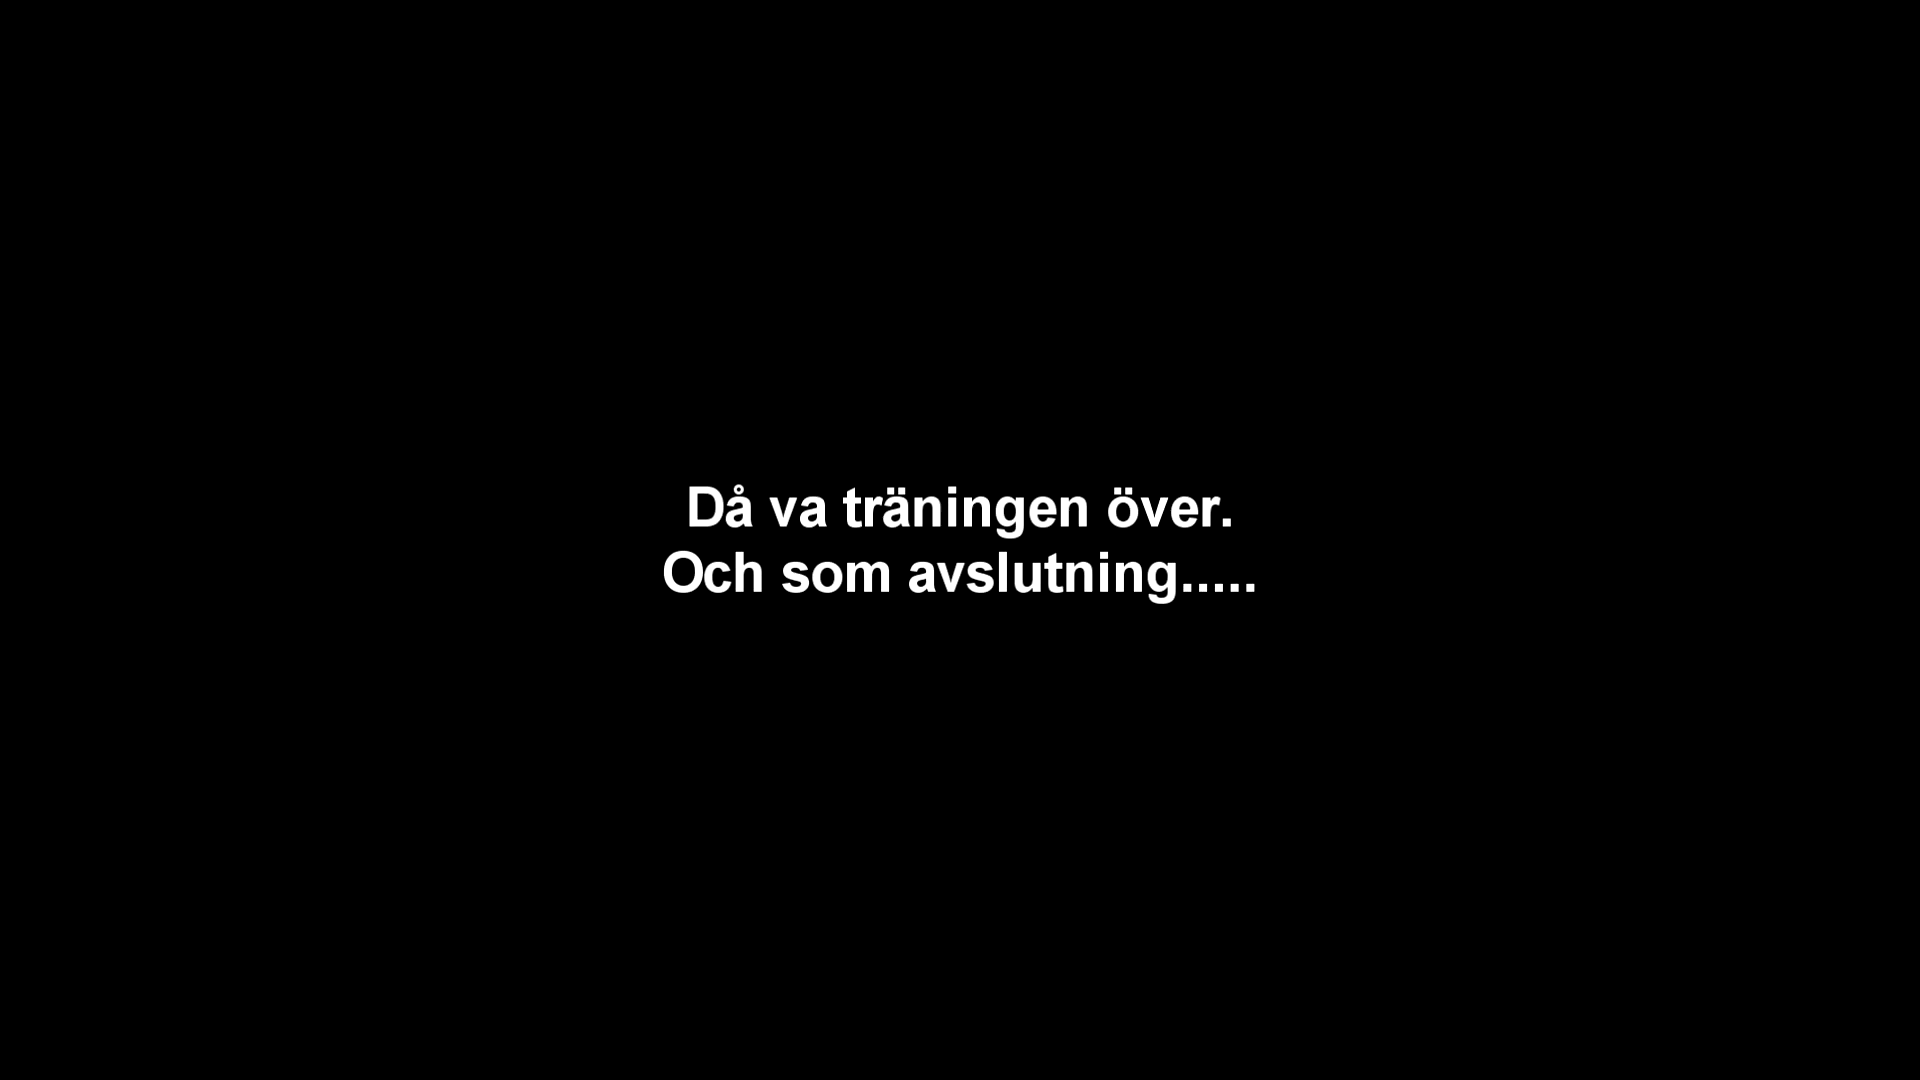 Då va träningen över.
Och som avslutning.....